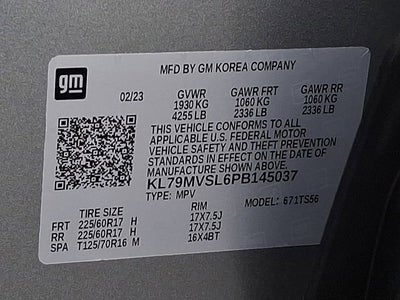 gm
MFD BY GM KOREA COMPANY
02/23 GVWR GAWR FRT GAWR RR
1930 KG 1060 KG 1060 KG
4255 LB 2336 LB 2336 LB
THIS VEHICLE CONFORMS TO ALL
APPLICABLE U.S. FEDERAL MOTOR
VEHICLE SAFETY AND THEFT PREVENTION
STANDARDS IN EFFECT ON THE DATE OF
MANUFACTURE SHOWN ABOVE.
KL79MVSL6PB145037
TYPE: MPV MODEL: 671TS56
TIRE SIZE RIM
FRT 225/60R17 H 17X7.5J
RR 225/60R17 H 17X7.5J
SPA T125/70R16 M 16X4BT